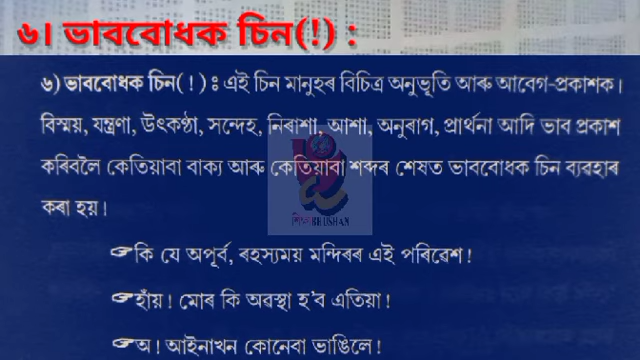 ৬। ভাববোধক চিন(!) :
৬) ভাববোধক চিন( ! ) ঃ এই চিন মানুহৰ বিচিত্ৰ অনুভূতি আৰু আবেগ-প্ৰকাশক।
বিস্ময়, যন্ত্ৰণা, উৎকণ্ঠা, সন্দেহ, নিৰাশা, আশা, অনুৰাগ, প্ৰাৰ্থনা আদি ভাব প্ৰকাশ
কৰিবলৈ কেতিয়াবা বাক্য আৰু কেতিয়াবা শব্দৰ শেষত ভাববোধক চিন ব্যৱহাৰ
কৰা হয়।
শিক্ষাBHUSHAN
☞কি যে অপূৰ্ব, ৰহস্যময় মন্দিৰৰ এই পৰিৱেশ!
☞হাঁয়! মোৰ কি অৱস্থা হ’ব এতিয়া!
☞অ! আইনাখন কোনেবা ভাঙিলে!